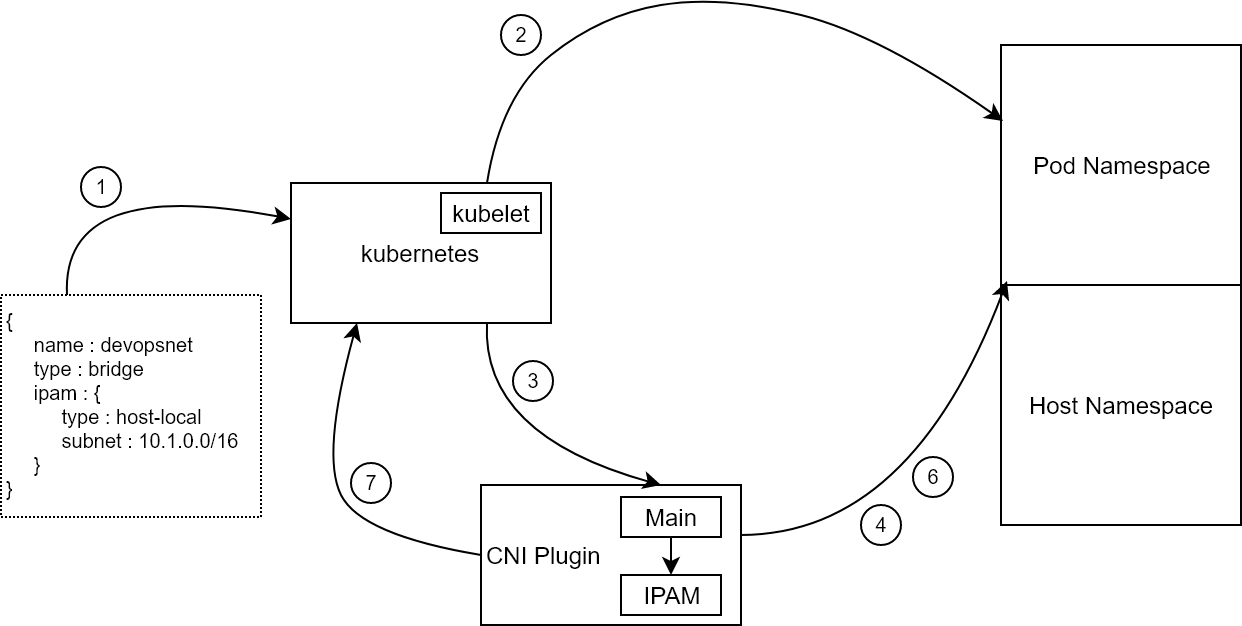 2
Pod Namespace
1
kubelet
kubernetes
{
name : devopsnet
type : bridge
ipam : {
type : host-local
subnet : 10.1.0.0/16
}
}
3
Host Namespace
7
6
4
Main
CNI Plugin
IPAM